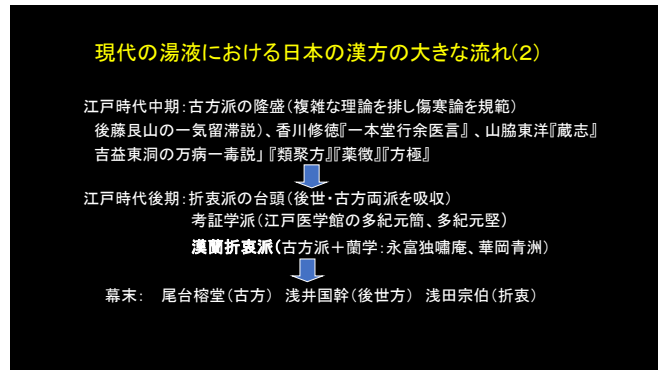 現代の湯液における日本の漢方の大きな流れ(2)
江戸時代中期:古方派の隆盛(複雑な理論を排し傷寒論を規範)
後藤艮山の一気留滞説)、香川修徳『一本堂行余医言』、山脇東洋『蔵志』
吉益東洞の万病一毒説」『類聚方』『薬徴』『方極』
江戸時代後期:折衷派の台頭(後世・古方両派を吸収)
考証学派(江戸医学館の多紀元簡、多紀元堅)
漢蘭折衷派(古方派+蘭学:永富独嘯庵、華岡青洲)
幕末: 尾台榕堂(古方) 浅井国幹(後世方) 浅田宗伯(折衷)